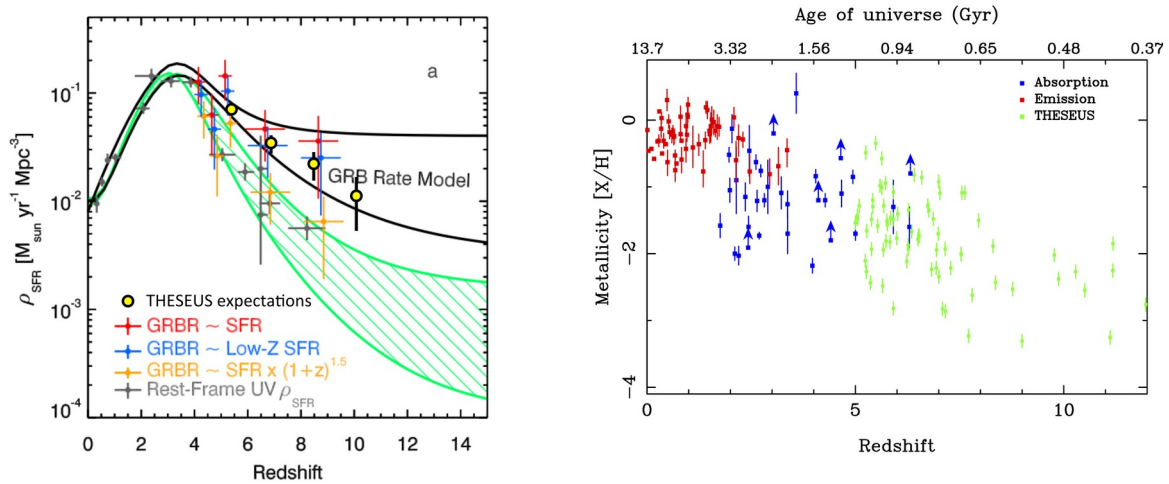 a
ρSFR [Msun yr-1 Mpc-3]
10-1
10-2
10-3
10-4
GRB Rate Model
THESEUS expectations
GRBR ~ SFR
GRBR ~ Low-Z SFR
GRBR ~ SFR x (1+z)1.5
Rest-Frame UV ρSFR
0 2 4 6 8 10 12 14
Redshift
Age of universe (Gyr)
13.7 3.32 1.56 0.94 0.65 0.48 0.37
Absorption
Emission
THESEUS
Metallicity [X/H]
0
−2
−4
0 5 10
Redshift